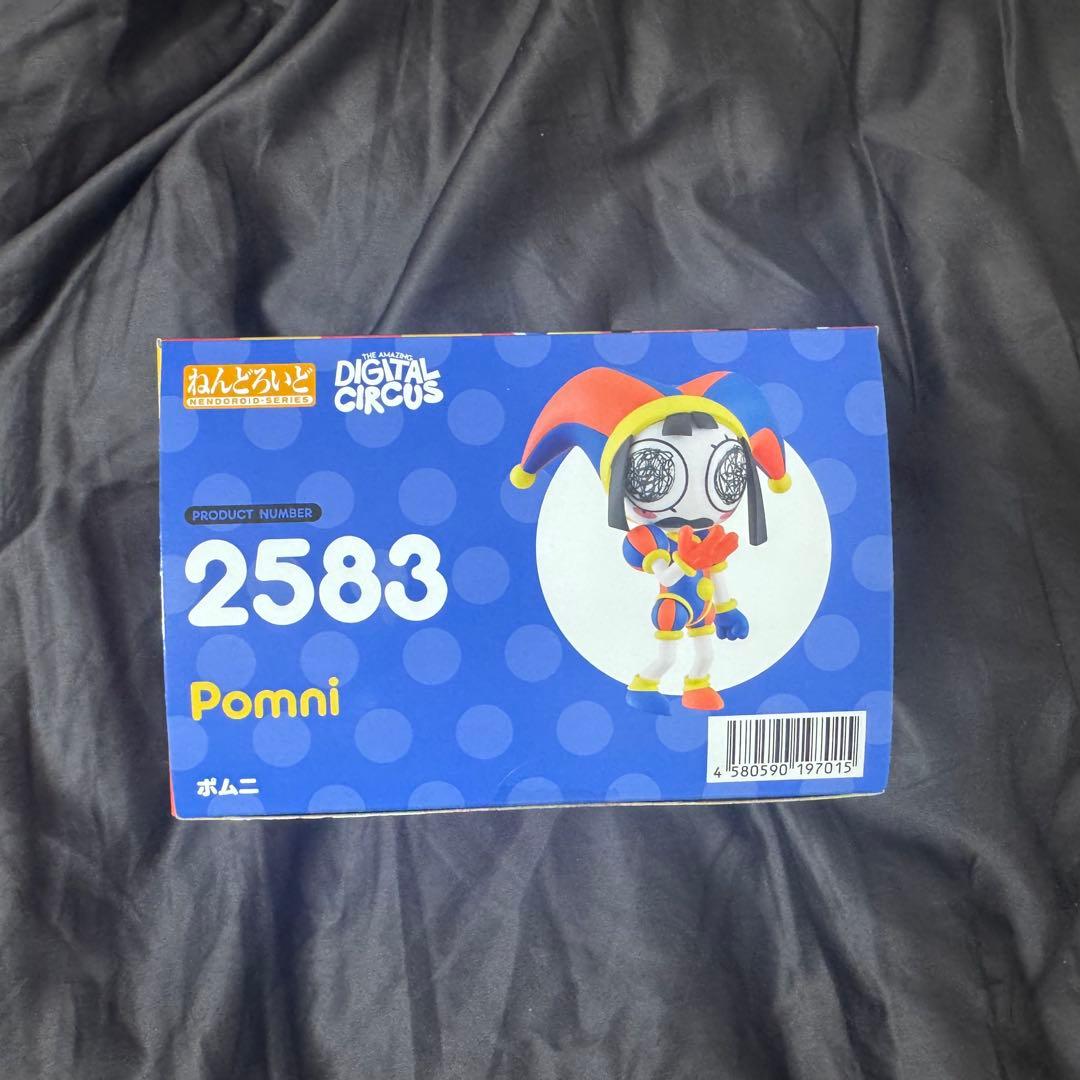 ねんどろいど
NENDOROID-SERIES
THE AMAZING
DIGITAL
CIRCUS
PRODUCT NUMBER
2583
Pomni
ポムニ
4 580590 197015